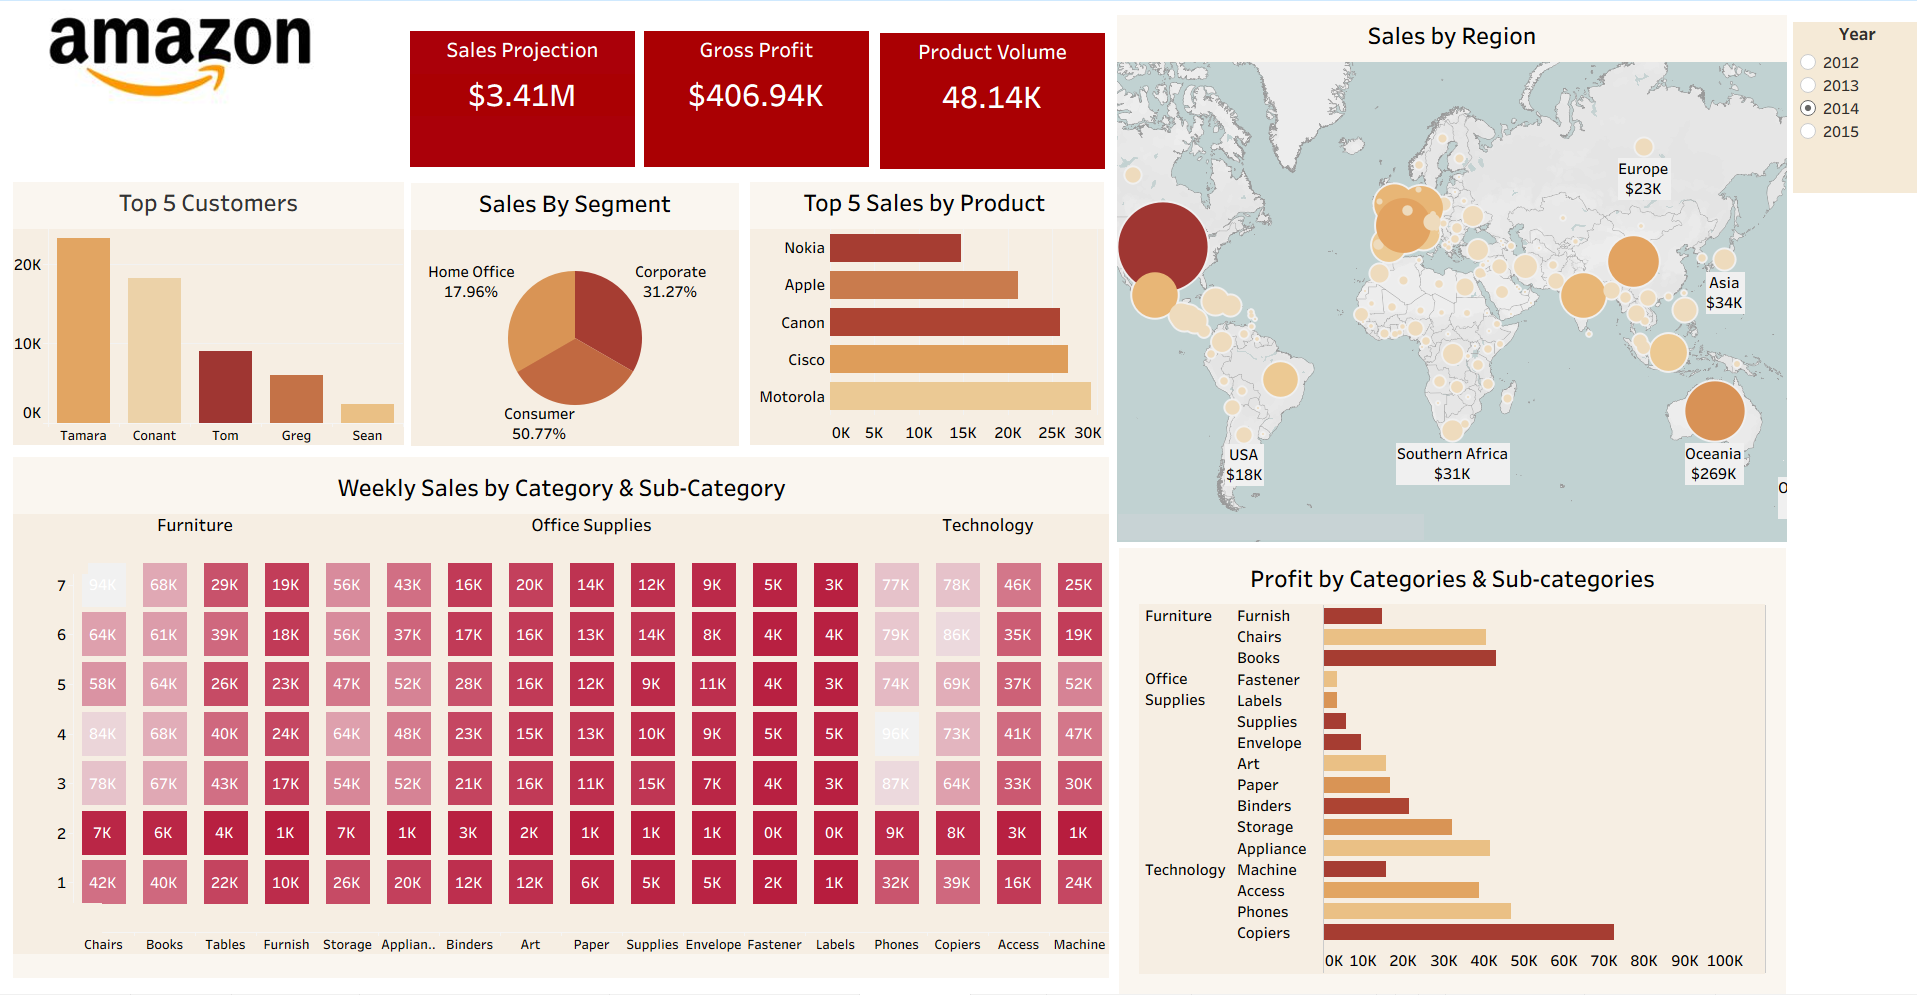 amazon
Sales Projection
$3.41M
Gross Profit
$406.94K
Product Volume
48.14K
Sales by Region
Europe
$23K
Asia
$34K
USA
$18K
Southern Africa
$31K
Oceania
$269K
O
Year
2012
2013
2014
2015
Top 5 Customers
20K
10K
0K
Tamara Conant Tom Greg Sean
Sales By Segment
Home Office
17.96%
Corporate
31.27%
Consumer
50.77%
Top 5 Sales by Product
Nokia
Apple
Canon
Cisco
Motorola
0K 5K 10K 15K 20K 25K 30K
Weekly Sales by Category & Sub-Category
Furniture Office Supplies Technology
7 94K 68K 29K 19K 56K 43K 16K 20K 14K 12K 9K 5K 3K 77K 78K 46K 25K
6 64K 61K 39K 18K 56K 37K 17K 16K 13K 14K 8K 4K 4K 79K 86K 35K 19K
5 58K 64K 26K 23K 47K 52K 28K 16K 12K 9K 11K 4K 3K 74K 69K 37K 52K
4 84K 68K 40K 24K 64K 48K 23K 15K 13K 10K 9K 5K 5K 96K 73K 41K 47K
3 78K 67K 43K 17K 54K 52K 21K 16K 11K 15K 7K 4K 3K 87K 64K 33K 30K
2 7K 6K 4K 1K 7K 1K 3K 2K 1K 1K 1K 0K 0K 9K 8K 3K 1K
1 42K 40K 22K 10K 26K 20K 12K 12K 6K 5K 5K 2K 1K 32K 39K 16K 24K
Chairs Books Tables Furnish Storage Applian.. Binders Art Paper Supplies Envelope Fastener Labels Phones Copiers Access Machine
Profit by Categories & Sub-categories
Furniture Furnish
Chairs
Books
Office Fastener
Supplies Labels
Supplies
Envelope
Art
Paper
Binders
Storage
Appliance
Technology Machine
Access
Phones
Copiers
0K 10K 20K 30K 40K 50K 60K 70K 80K 90K 100K